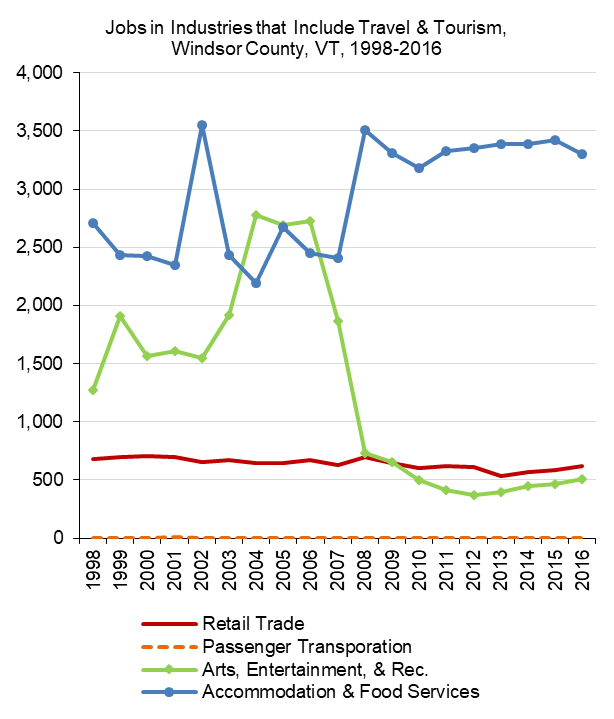 Jobs in Industries that Include Travel & Tourism,
Windsor County, VT, 1998-2016
4,000
3,500
3,000
2,500
2,000
1,500
1,000
500
0
1998 1999 2000 2001 2002 2003 2004 2005 2006 2007 2008 2009 2010 2011 2012 2013 2014 2015 2016
Retail Trade
Passenger Transporation
Arts, Entertainment, & Rec.
Accommodation & Food Services